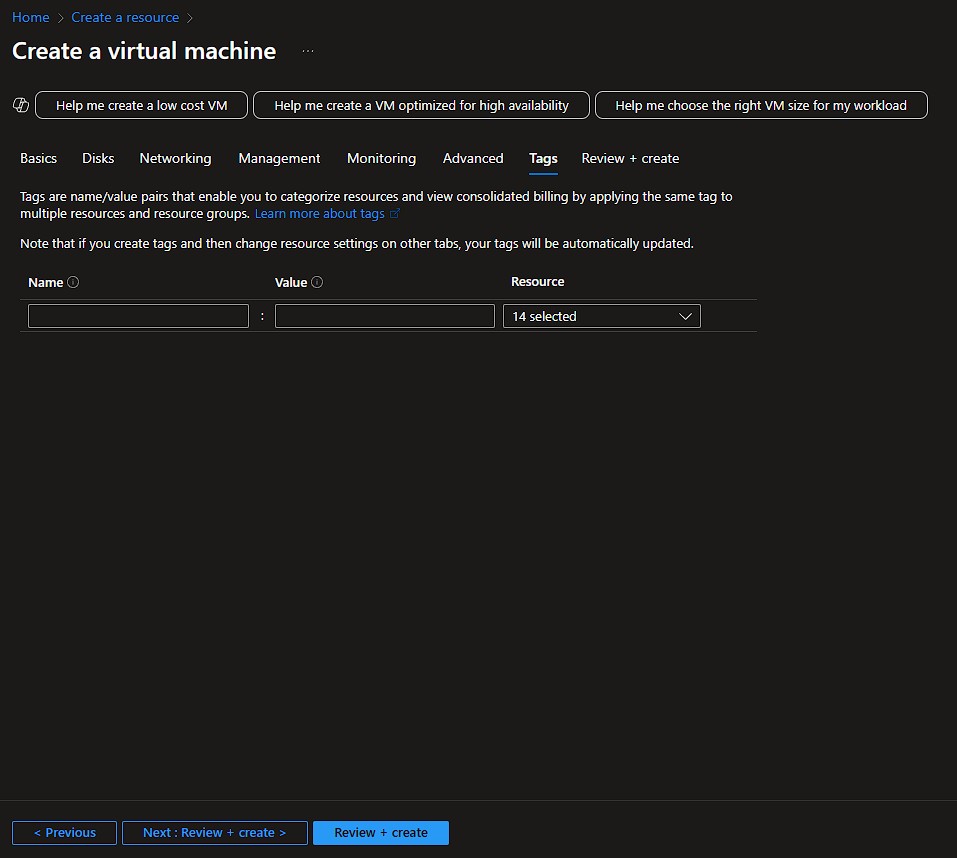 Home > Create a resource >
Create a virtual machine ...
Help me create a low cost VM Help me create a VM optimized for high availability Help me choose the right VM size for my workload
Basics Disks Networking Management Monitoring Advanced Tags Review + create
Tags are name/value pairs that enable you to categorize resources and view consolidated billing by applying the same tag to
multiple resources and resource groups. Learn more about tags
Note that if you create tags and then change resource settings on other tabs, your tags will be automatically updated.
Name Value Resource
: 14 selected
< Previous Next : Review + create > Review + create